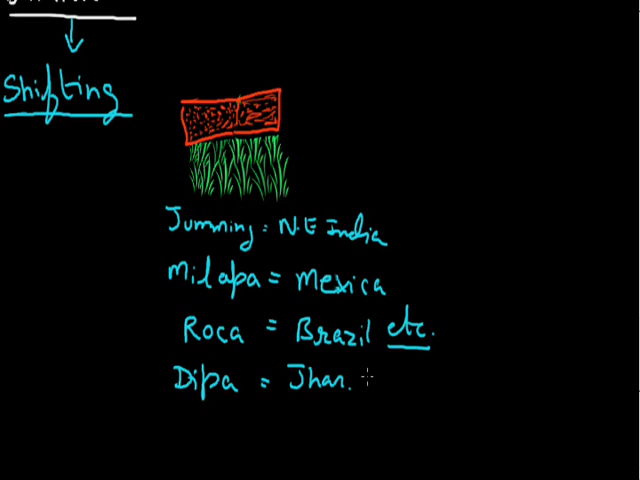 Shifting
Jumming = N.E India
Milapa = Mexica
Roca = Brazil etc.
Dipa = Jhar.